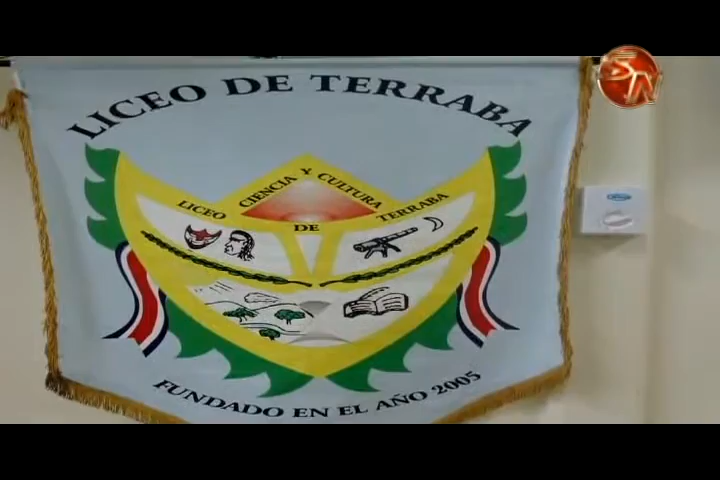 LICEO DE TERRABA
CIENCIA Y CULTURA
LICEO DE TERRABA
FUNDADO EN EL AÑO 2005